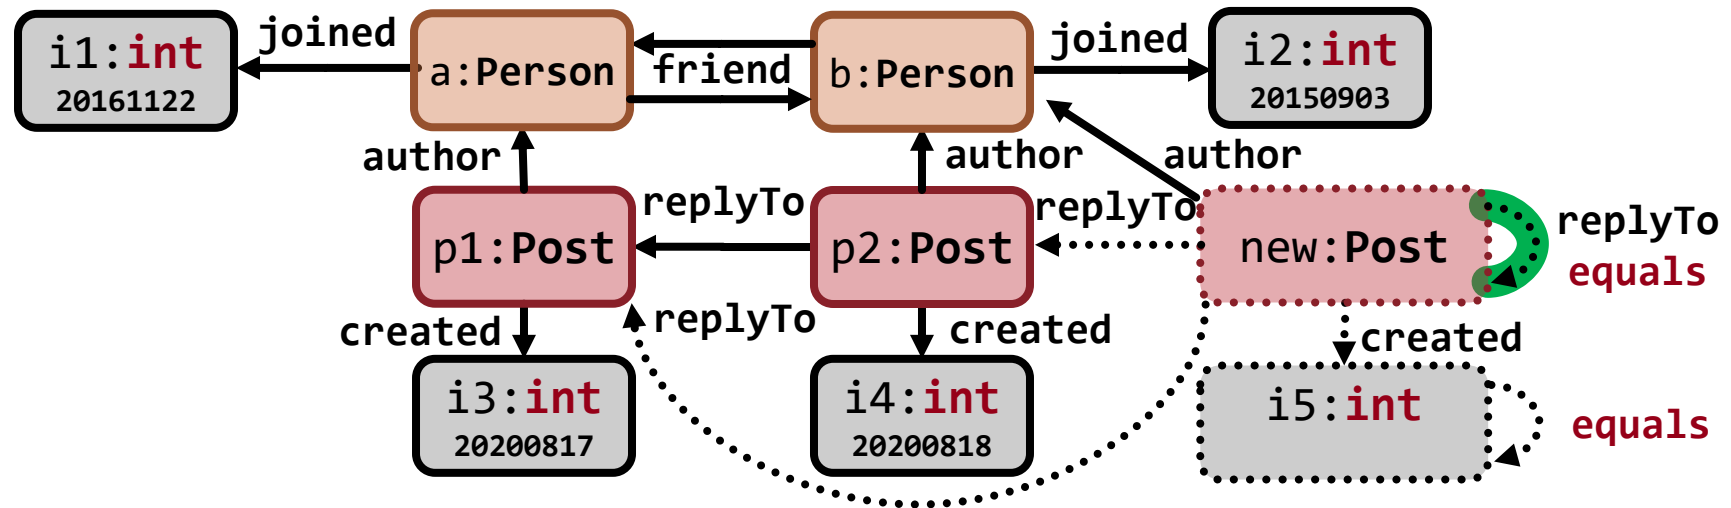 i1:int
20161122
joined
a:Person
friend
b:Person
joined
i2:int
20150903
author
author
author
p1:Post
replyTo
p2:Post
replyTo
new:Post
replyTo
equals
created
replyTo
created
created
i3:int
20200817
i4:int
20200818
i5:int
equals